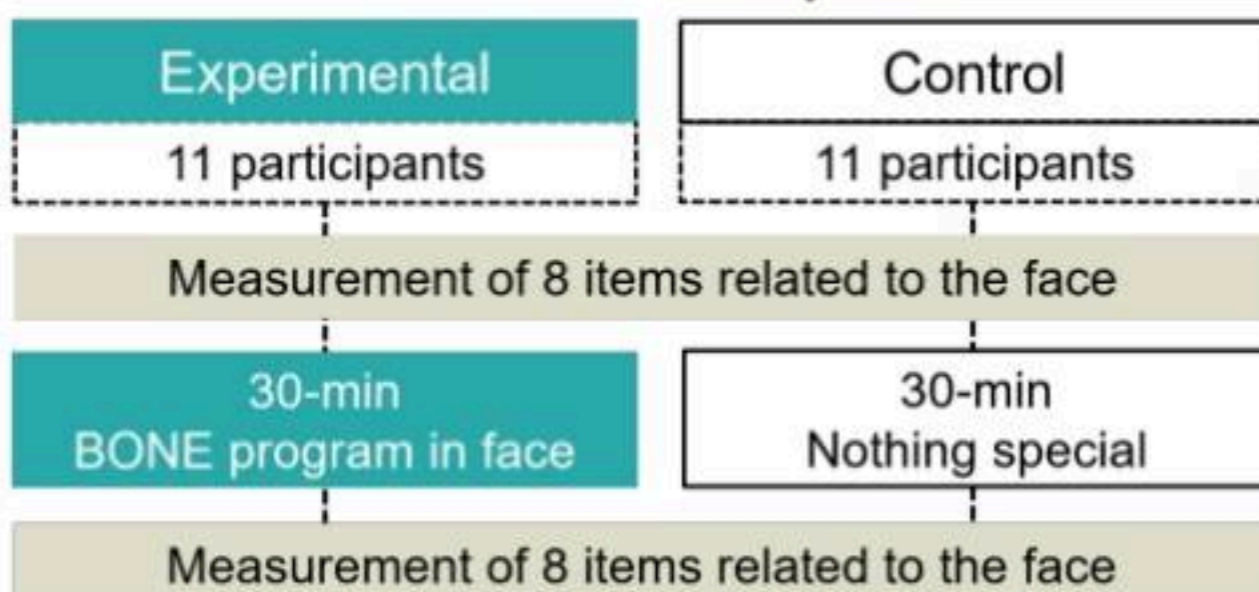 Experimental
Control
11 participants
11 participants
Measurement of 8 items related to the face
30-min
BONE program in face
30-min
Nothing special
Measurement of 8 items related to the face